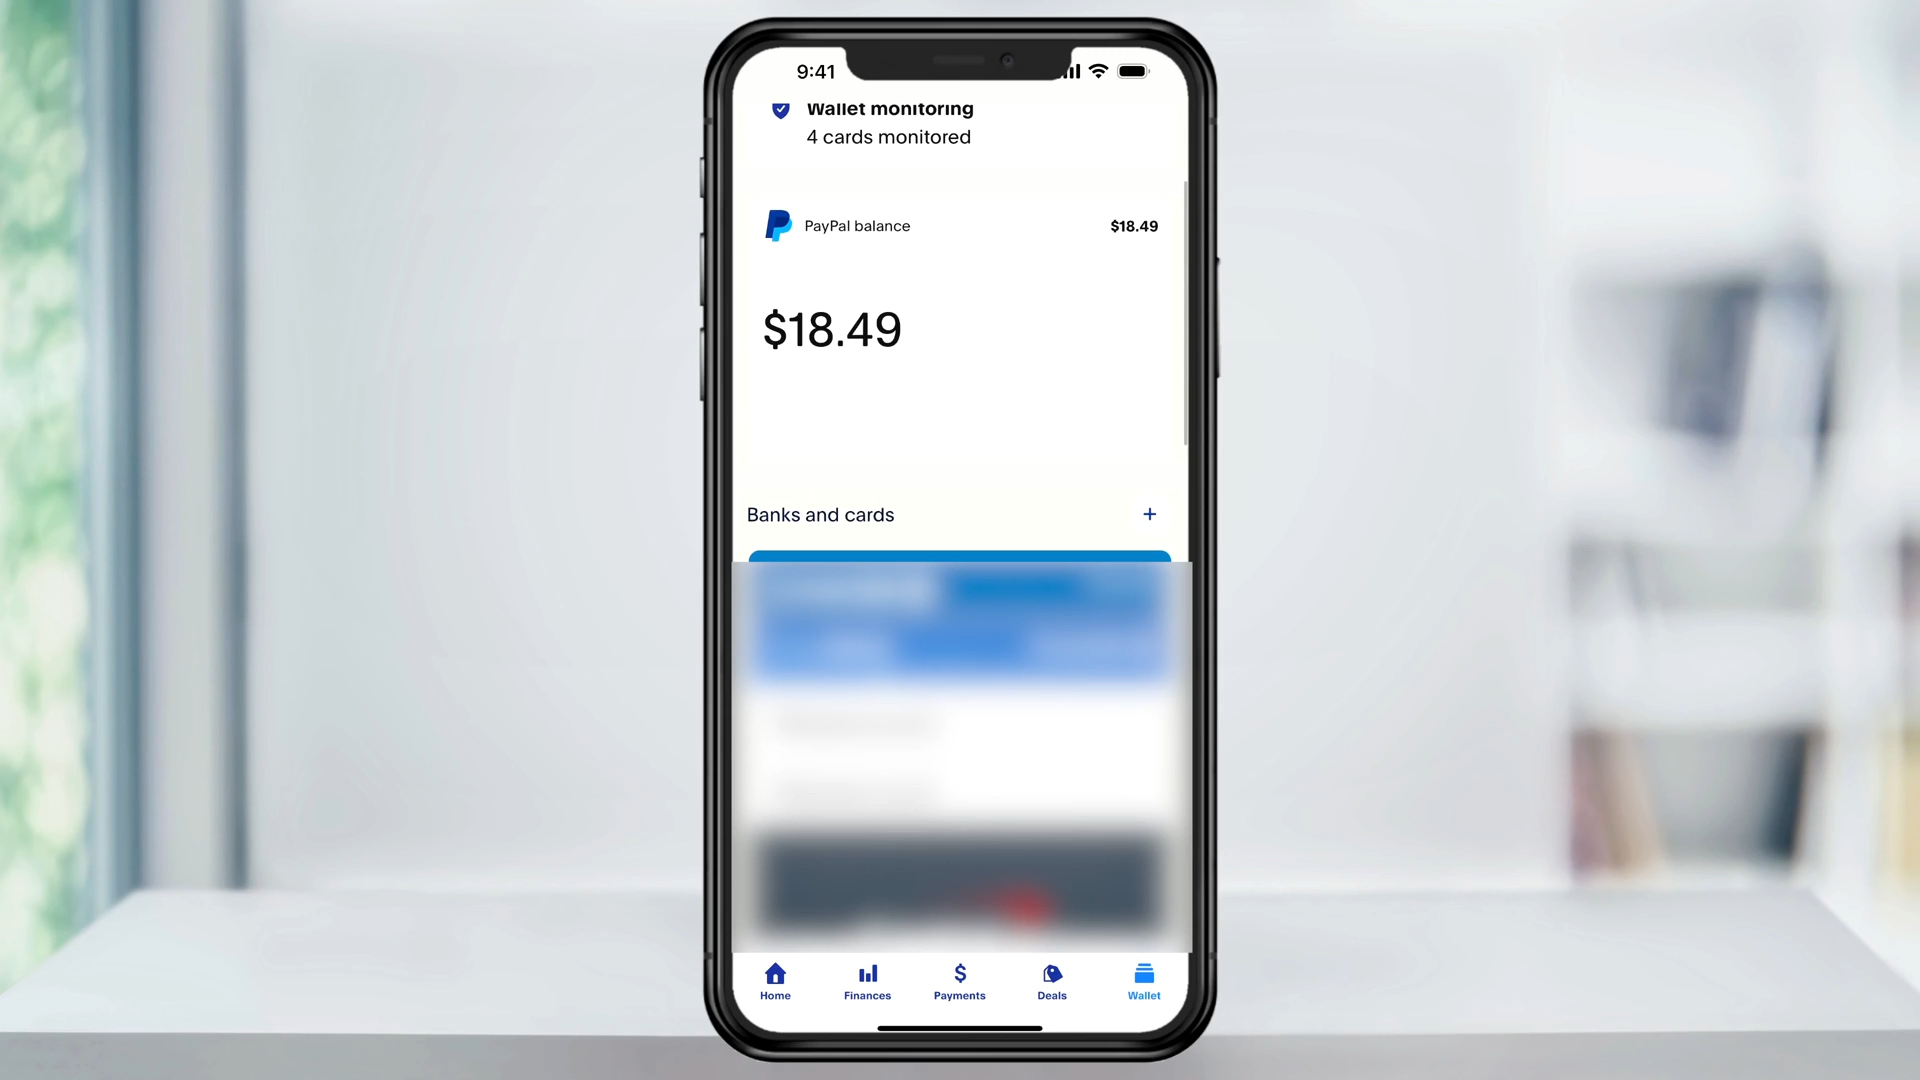 9:41
Wallet monitoring
4 cards monitored
PayPal balance $18.49
$18.49
Banks and cards +
Home Finances Payments Deals Wallet